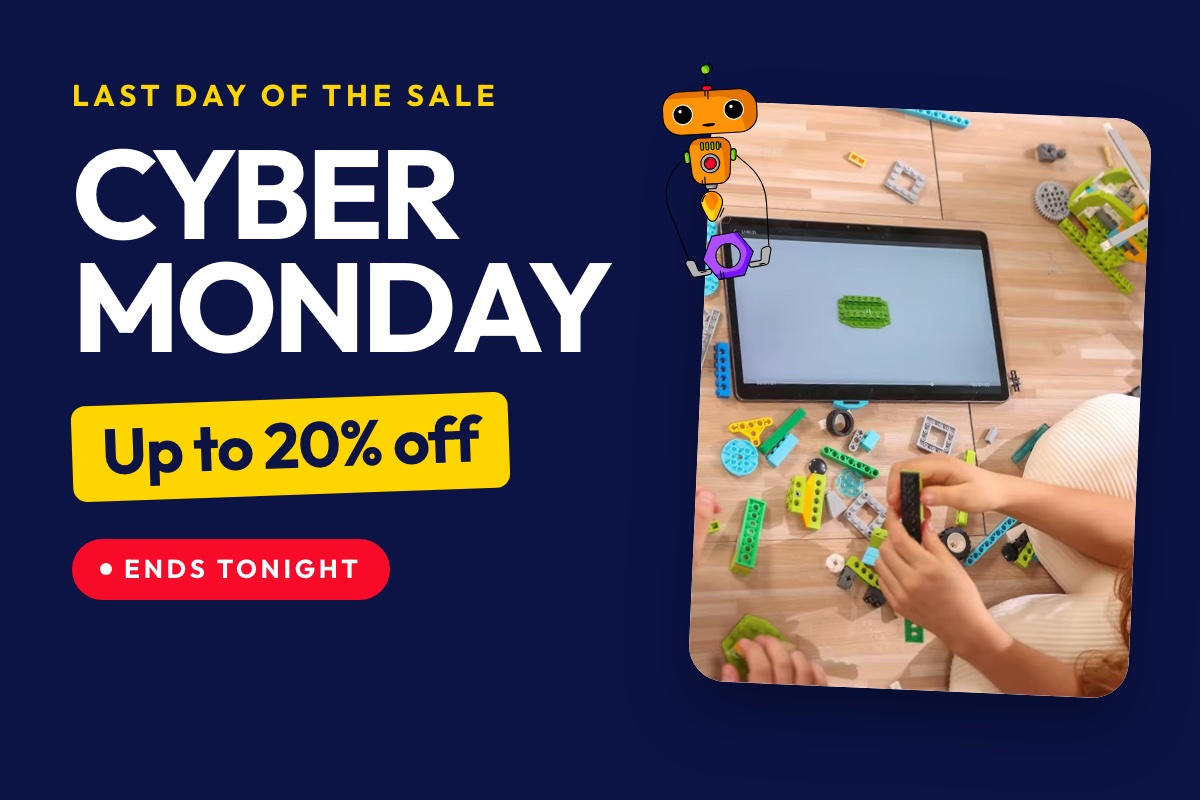 LAST DAY OF THE SALE
CYBER
MONDAY
Up to 20% off
ENDS TONIGHT